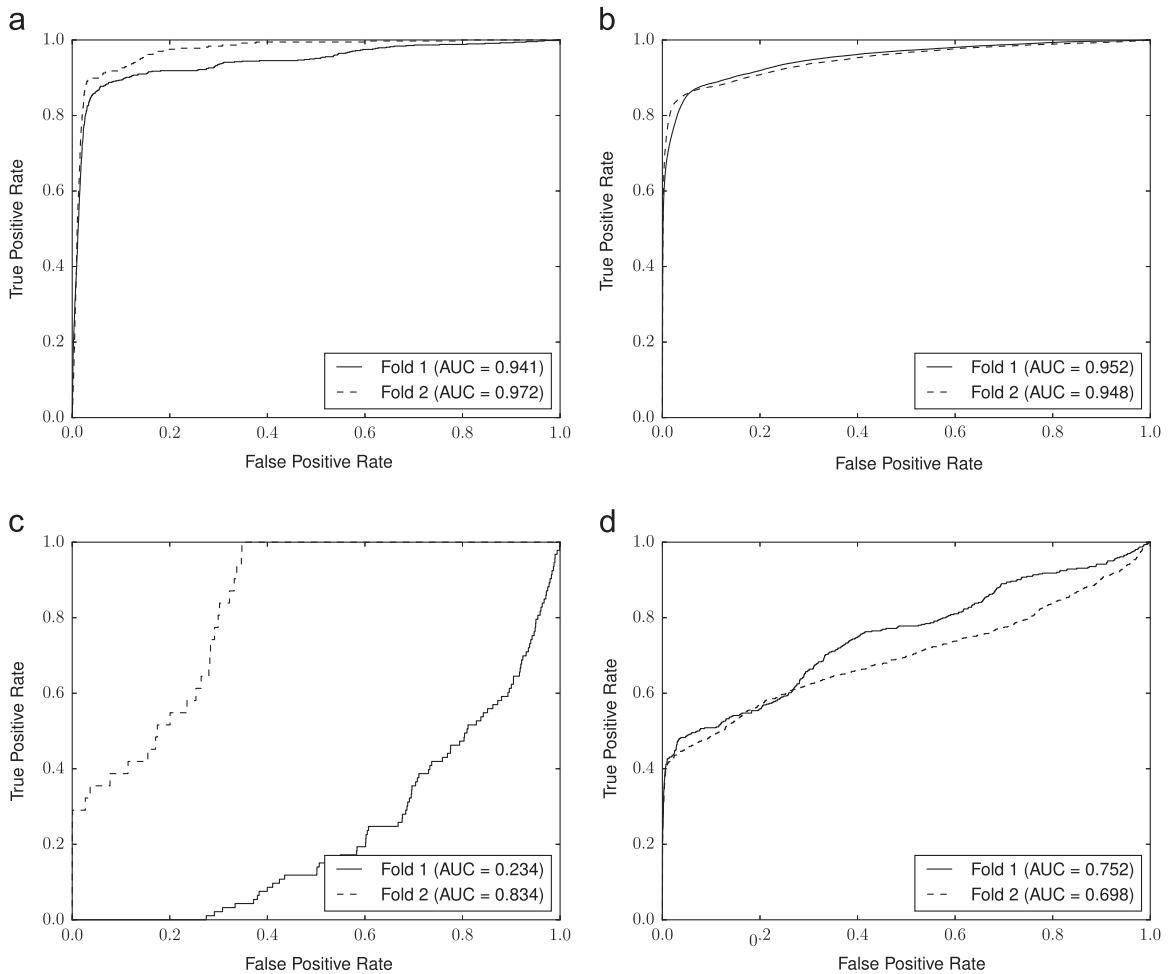 a
1.0
0.8
0.6
0.4
0.2
0.0
True Positive Rate
Fold 1 (AUC = 0.941)
Fold 2 (AUC = 0.972)
0.0 0.2 0.4 0.6 0.8 1.0
False Positive Rate
b
1.0
0.8
0.6
0.4
0.2
0.0
True Positive Rate
Fold 1 (AUC = 0.952)
Fold 2 (AUC = 0.948)
0.0 0.2 0.4 0.6 0.8 1.0
False Positive Rate
c
1.0
0.8
0.6
0.4
0.2
0.0
True Positive Rate
Fold 1 (AUC = 0.234)
Fold 2 (AUC = 0.834)
0.0 0.2 0.4 0.6 0.8 1.0
False Positive Rate
d
1.0
0.8
0.6
0.4
0.2
0.0
True Positive Rate
Fold 1 (AUC = 0.752)
Fold 2 (AUC = 0.698)
0.0 0.2 0.4 0.6 0.8 1.0
False Positive Rate